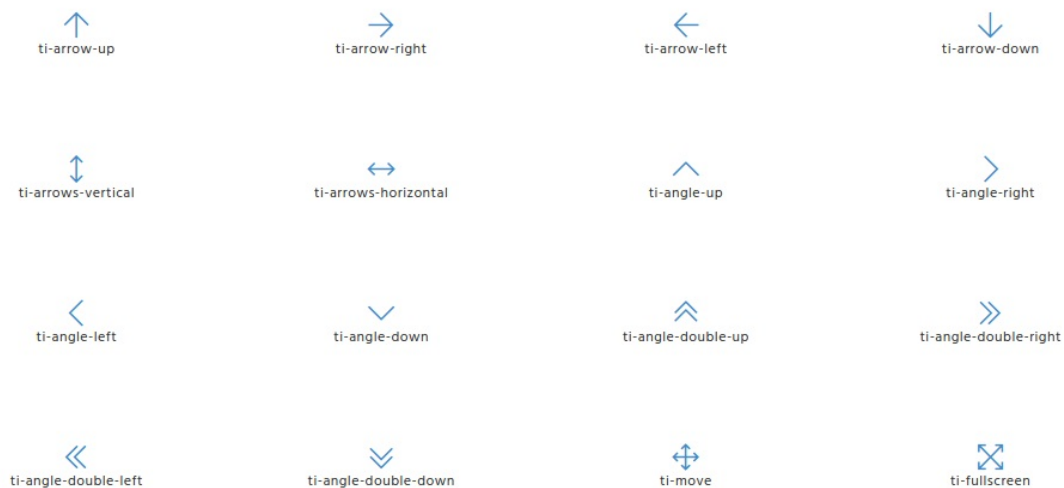 ti-arrow-up
ti-arrow-right
ti-arrow-left
ti-arrow-down
ti-arrows-vertical
ti-arrows-horizontal
ti-angle-up
ti-angle-right
ti-angle-left
ti-angle-down
ti-angle-double-up
ti-angle-double-right
ti-angle-double-left
ti-angle-double-down
ti-move
ti-fullscreen